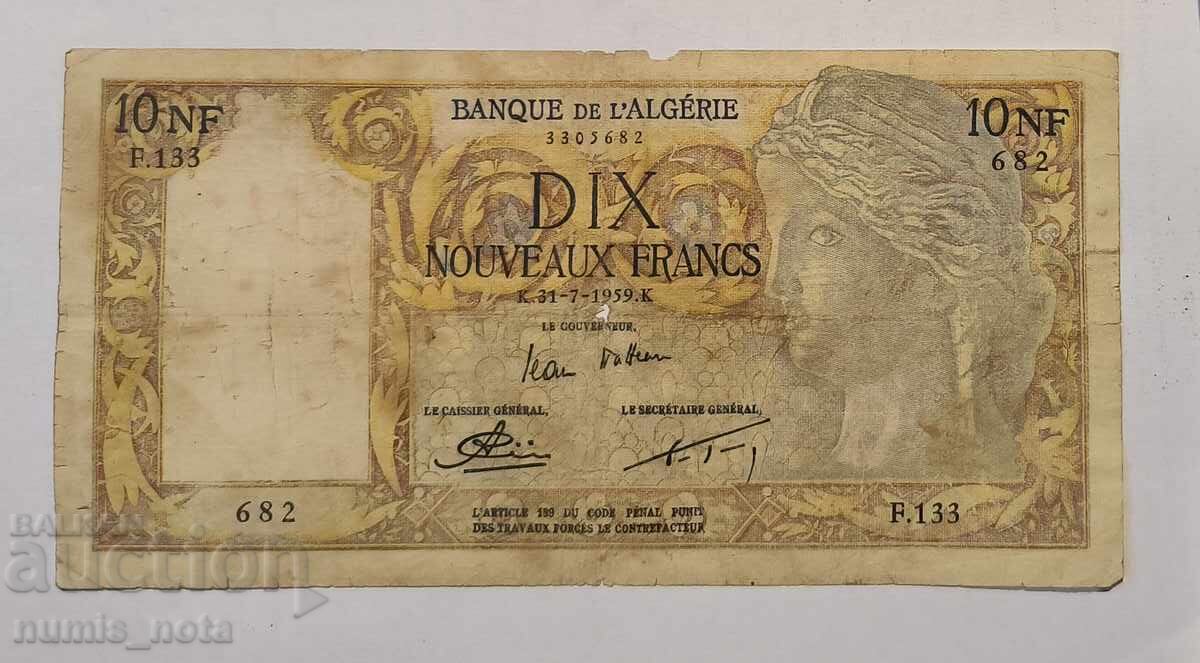 10 NF
BANQUE DE L'ALGÉRIE
10 NF
F.133
3305682
682
DIX
NOUVEAUX FRANCS
K.31-7-1959.K
LE GOUVERNEUR,
LE CAISSIER GÉNÉRAL,
LE SECRÉTAIRE GÉNÉRAL,
682
L'ARTICLE 139 DU CODE PÉNAL PUNIT
DES TRAVAUX FORCÉS LE CONTREFACTEUR
F.133
BALKAN
auction
numis_nota